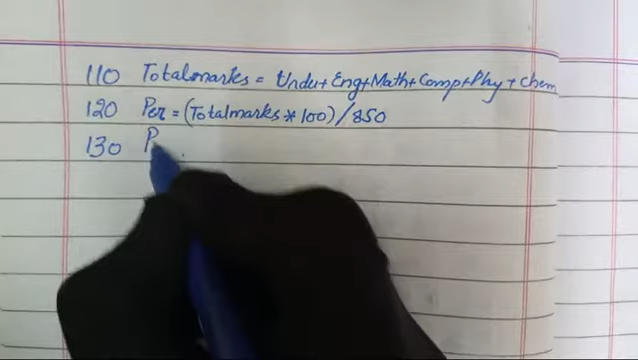 110 Totalmarks = Urdu+Eng+Math+Comp+Phy+Chem
120 Per = (Totalmarks * 100) / 850
130 P